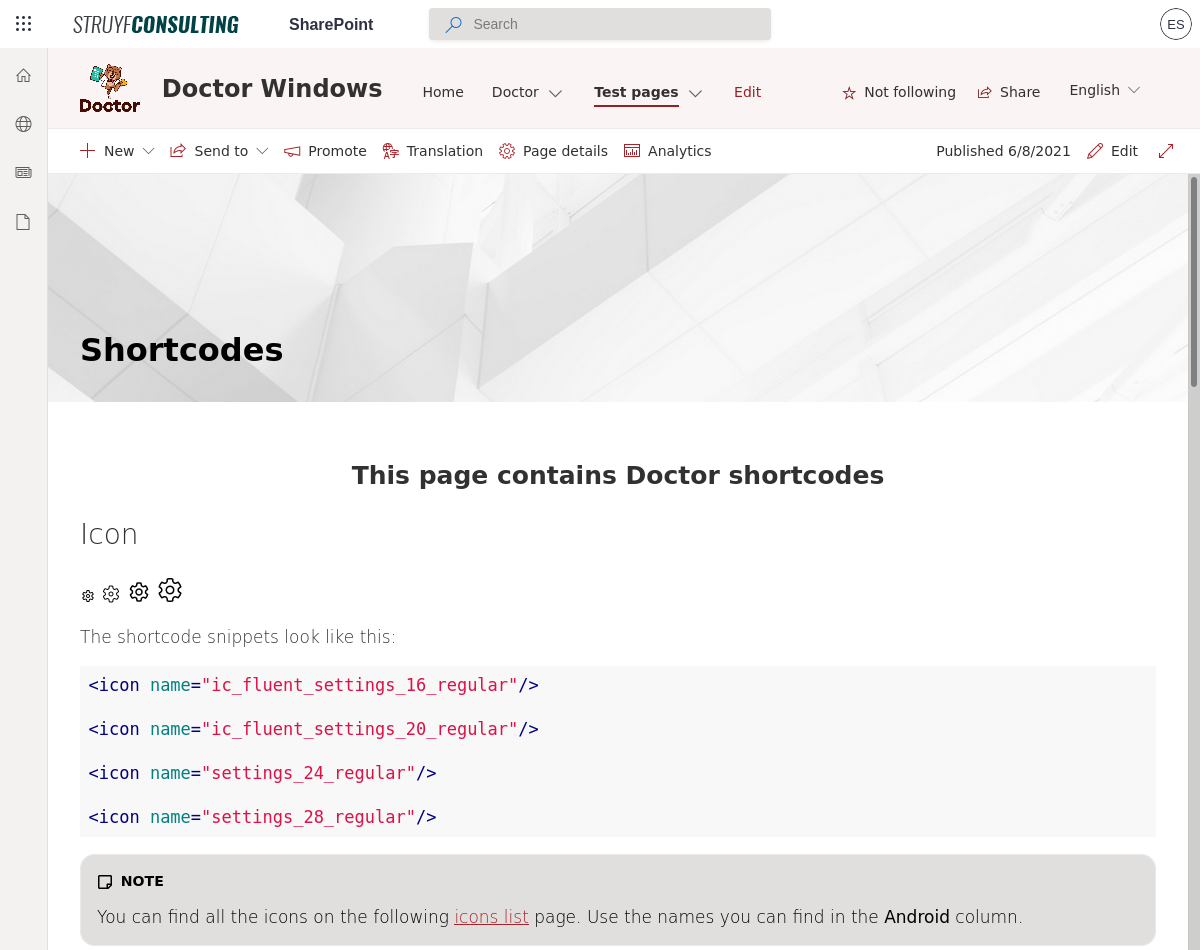 STRUYFCONSULTING
SharePoint
Search
ES
Doctor
Doctor Windows
Home
Doctor
Test pages
Edit
Not following
Share
English
New
Send to
Promote
Translation
Page details
Analytics
Published 6/8/2021
Edit
Shortcodes
This page contains Doctor shortcodes
Icon
The shortcode snippets look like this:
<icon name="ic_fluent_settings_16_regular"/>
<icon name="ic_fluent_settings_20_regular"/>
<icon name="settings_24_regular"/>
<icon name="settings_28_regular"/>
NOTE
You can find all the icons on the following icons list page. Use the names you can find in the Android column.